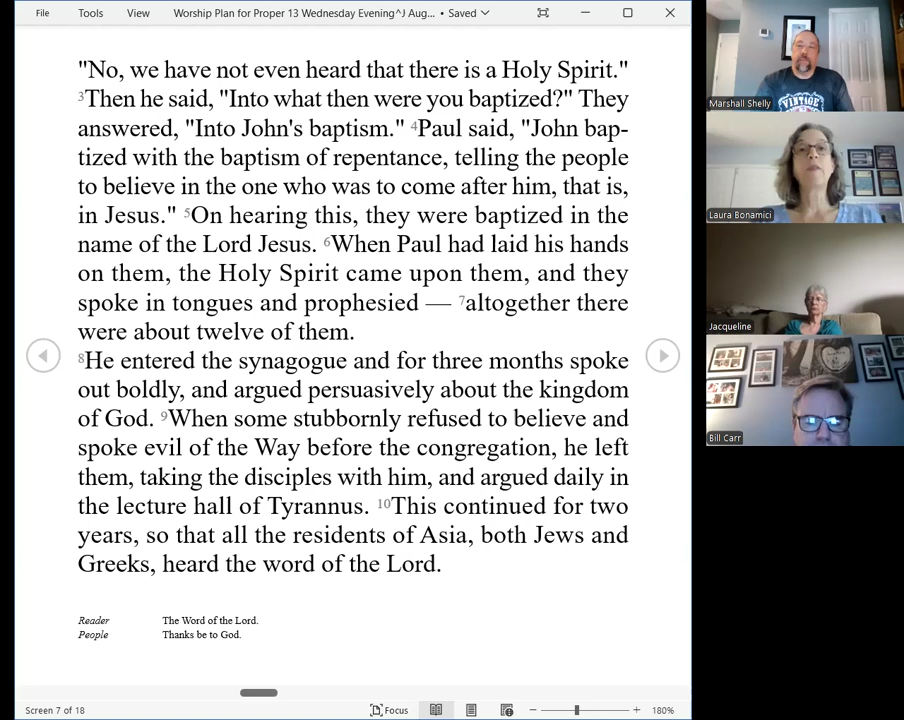 File Tools View Worship Plan for Proper 13 Wednesday Evening^J Aug... • Saved
"No, we have not even heard that there is a Holy Spirit."
3Then he said, "Into what then were you baptized?" They
answered, "Into John's baptism." 4Paul said, "John bap-
tized with the baptism of repentance, telling the people
to believe in the one who was to come after him, that is,
in Jesus." 5On hearing this, they were baptized in the
name of the Lord Jesus. 6When Paul had laid his hands
on them, the Holy Spirit came upon them, and they
spoke in tongues and prophesied — 7altogether there
were about twelve of them.
8He entered the synagogue and for three months spoke
out boldly, and argued persuasively about the kingdom
of God. 9When some stubbornly refused to believe and
spoke evil of the Way before the congregation, he left
them, taking the disciples with him, and argued daily in
the lecture hall of Tyrannus. 10This continued for two
years, so that all the residents of Asia, both Jews and
Greeks, heard the word of the Lord.
Reader The Word of the Lord.
People Thanks be to God.
Screen 7 of 18 Focus 180%
VINTAGE
Marshall Shelly
Laura Bonamici
Jacqueline
Bill Carr